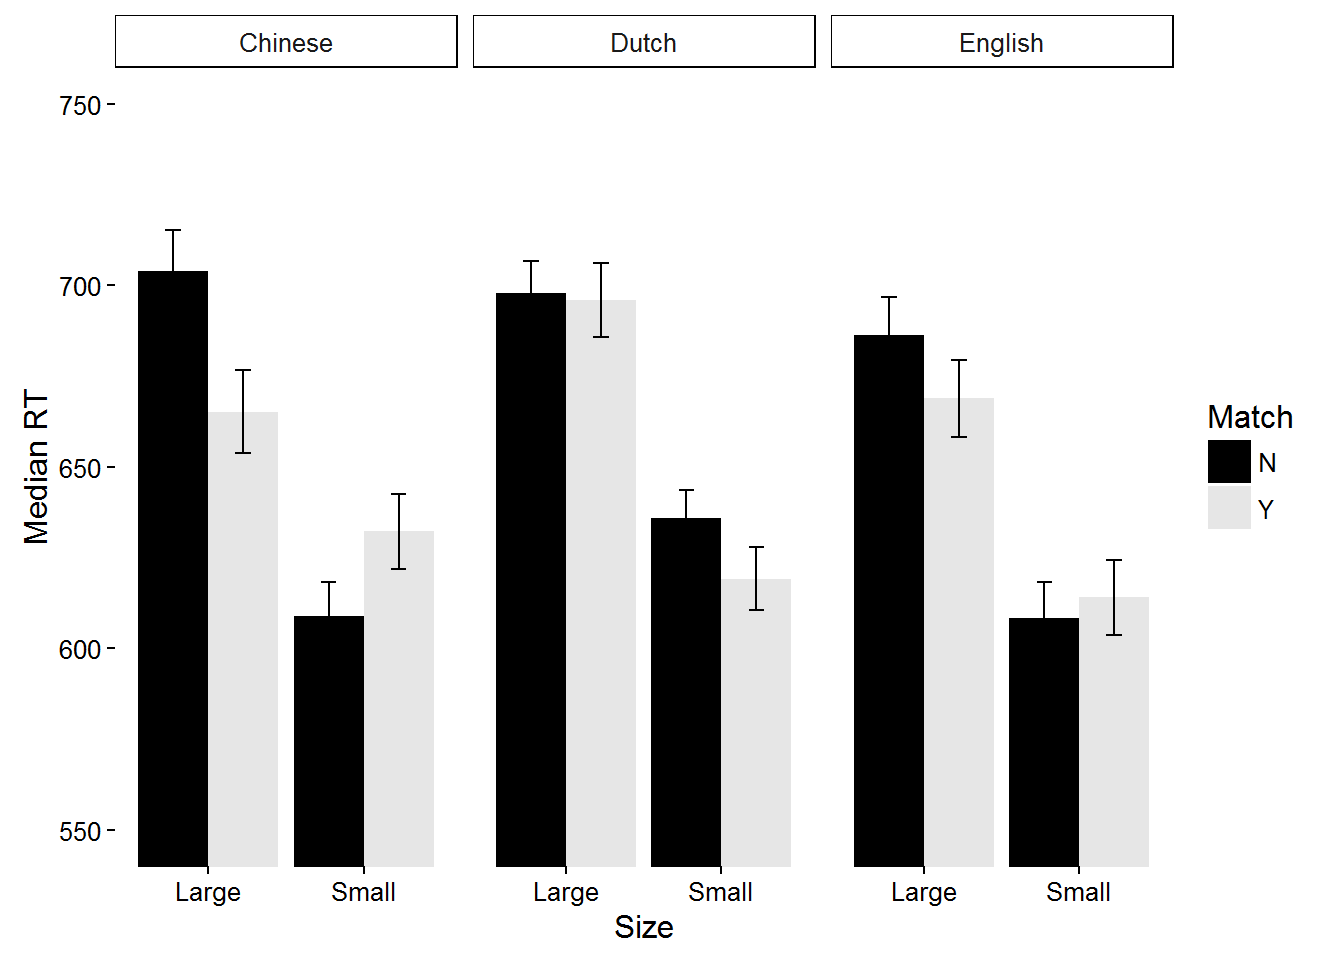 Chinese Dutch English
750
700
650
600
550
Median RT
Large Small Large Small Large Small
Size
Match
N
Y